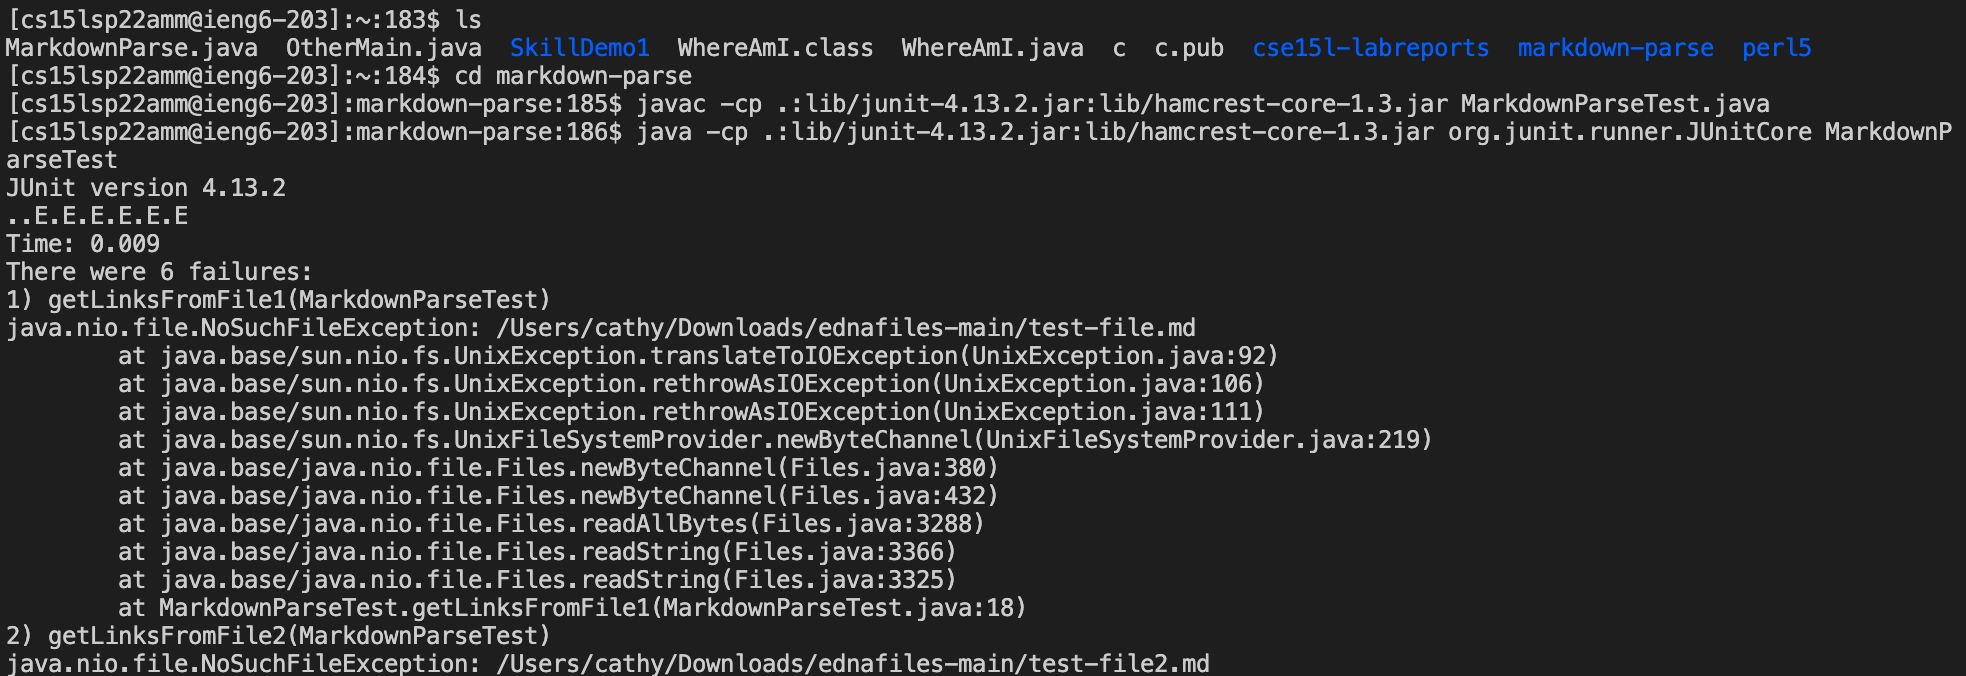 [cs15lsp22amm@ieng6-203]:~:183$ ls
MarkdownParse.java  OtherMain.java  SkillDemo1  WhereAmI.class  WhereAmI.java  c  c.pub  cse15l-labreports  markdown-parse  perl5
[cs15lsp22amm@ieng6-203]:~:184$ cd markdown-parse
[cs15lsp22amm@ieng6-203]:markdown-parse:185$ javac -cp .:lib/junit-4.13.2.jar:lib/hamcrest-core-1.3.jar MarkdownParseTest.java
[cs15lsp22amm@ieng6-203]:markdown-parse:186$ java -cp .:lib/junit-4.13.2.jar:lib/hamcrest-core-1.3.jar org.junit.runner.JUnitCore MarkdownP
arseTest
JUnit version 4.13.2
..E.E.E.E.E.E
Time: 0.009
There were 6 failures:
1) getLinksFromFile1(MarkdownParseTest)
java.nio.file.NoSuchFileException: /Users/cathy/Downloads/ednafiles-main/test-file.md
        at java.base/sun.nio.fs.UnixException.translateToIOException(UnixException.java:92)
        at java.base/sun.nio.fs.UnixException.rethrowAsIOException(UnixException.java:106)
        at java.base/sun.nio.fs.UnixException.rethrowAsIOException(UnixException.java:111)
        at java.base/sun.nio.fs.UnixFileSystemProvider.newByteChannel(UnixFileSystemProvider.java:219)
        at java.base/java.nio.file.Files.newByteChannel(Files.java:380)
        at java.base/java.nio.file.Files.newByteChannel(Files.java:432)
        at java.base/java.nio.file.Files.readAllBytes(Files.java:3288)
        at java.base/java.nio.file.Files.readString(Files.java:3366)
        at java.base/java.nio.file.Files.readString(Files.java:3325)
        at MarkdownParseTest.getLinksFromFile1(MarkdownParseTest.java:18)
2) getLinksFromFile2(MarkdownParseTest)
java.nio.file.NoSuchFileException: /Users/cathy/Downloads/ednafiles-main/test-file2.md